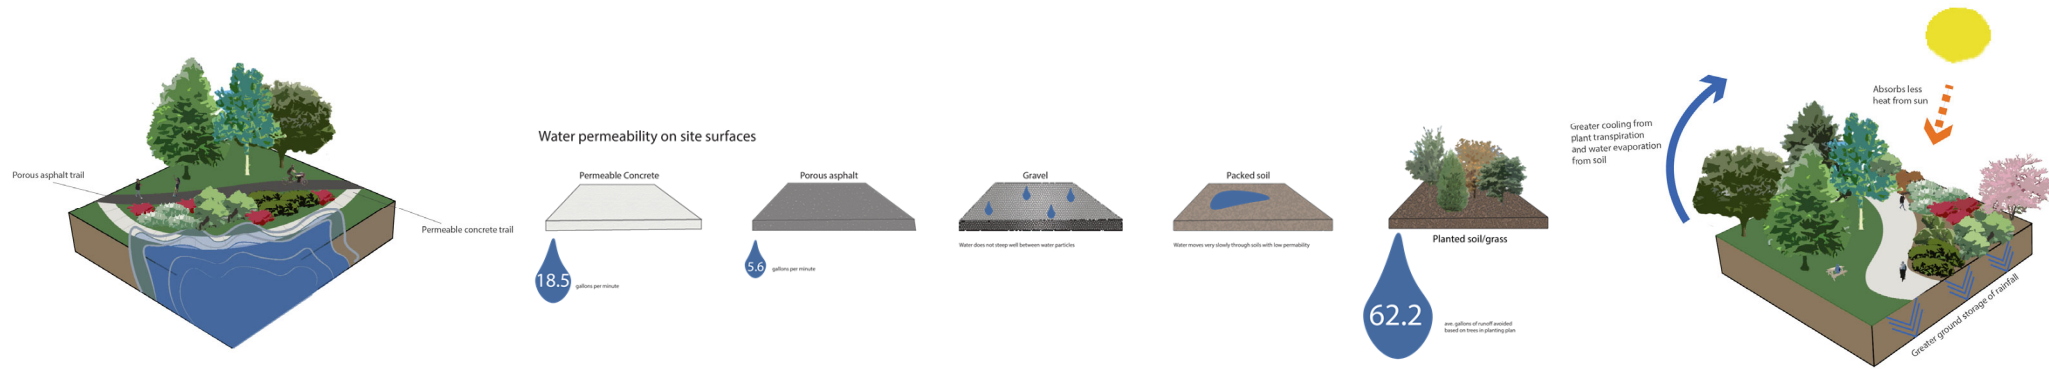 Porous asphalt trail
Permeable concrete trail
Water permeability on site surfaces
Permeable Concrete
18.5
gallons per minute
Porous asphalt
5.6
gallons per minute
Gravel
Water does not steep well between water particles
Packed soil
Water moves very slowly through soils with low permability
Planted soil/grass
62.2
ave. gallons of runoff avoided
based on trees in planting plan
Greater cooling from
plant transpiration
and water evaporation
from soil
Absorbs less
heat from sun
Greater ground storage of rainfall